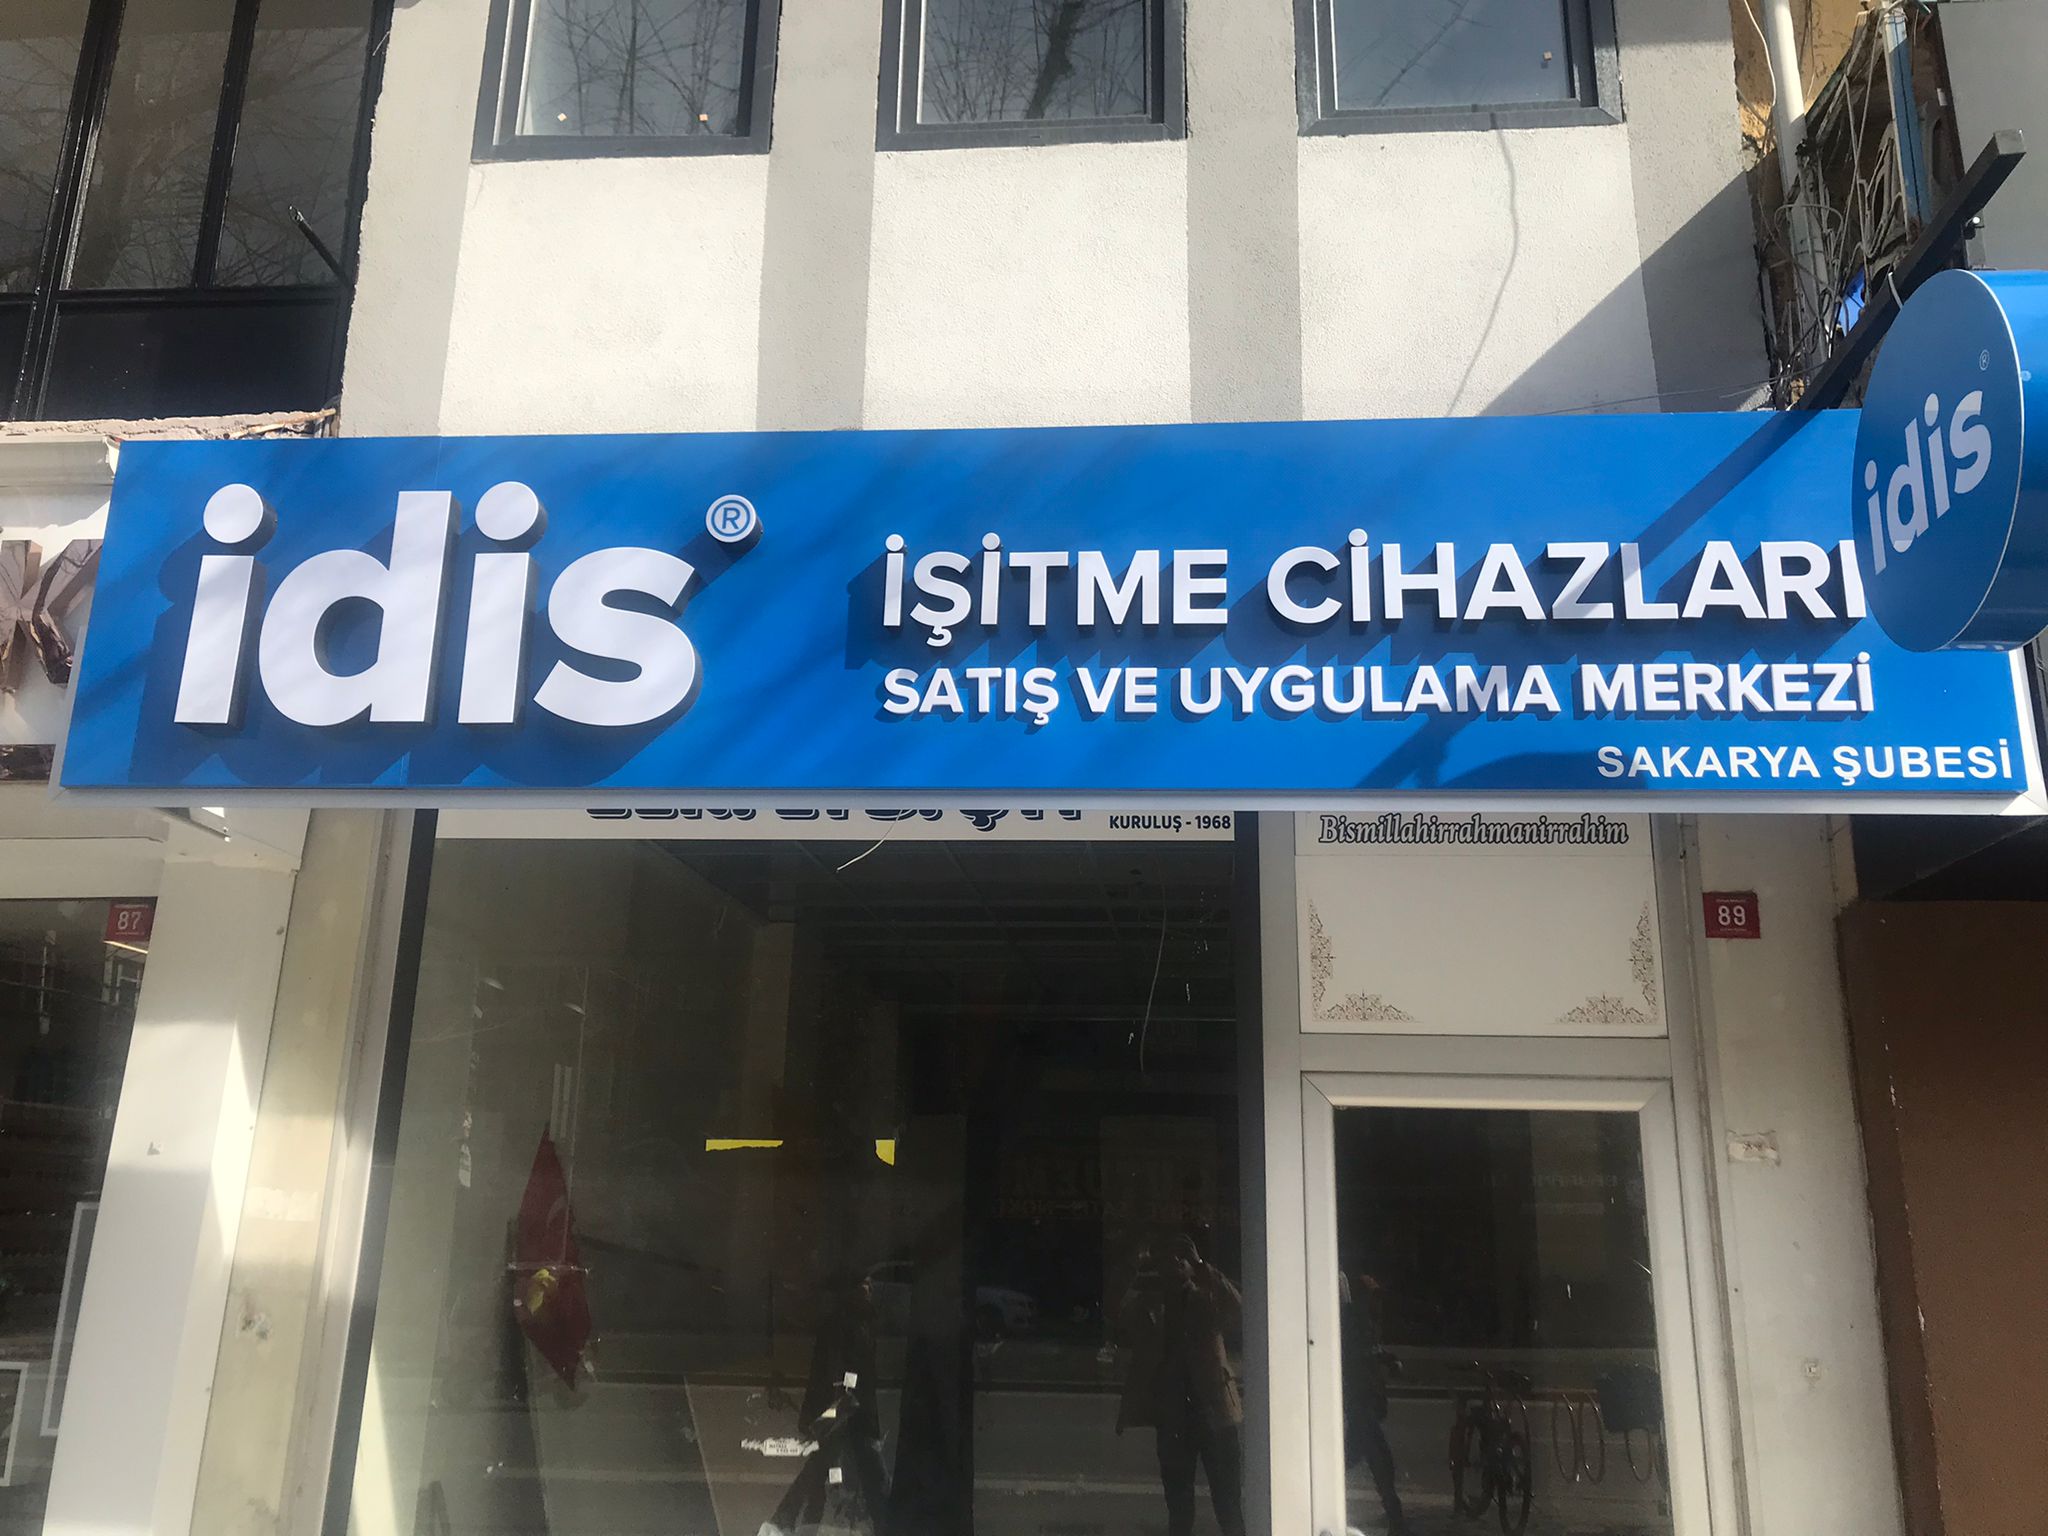 idis®
İŞİTME CİHAZLARI
SATIŞ VE UYGULAMA MERKEZİ
SAKARYA ŞUBESİ
idis®
KURULUŞ - 1968
Bismillahirrahmanirrahim
87
89